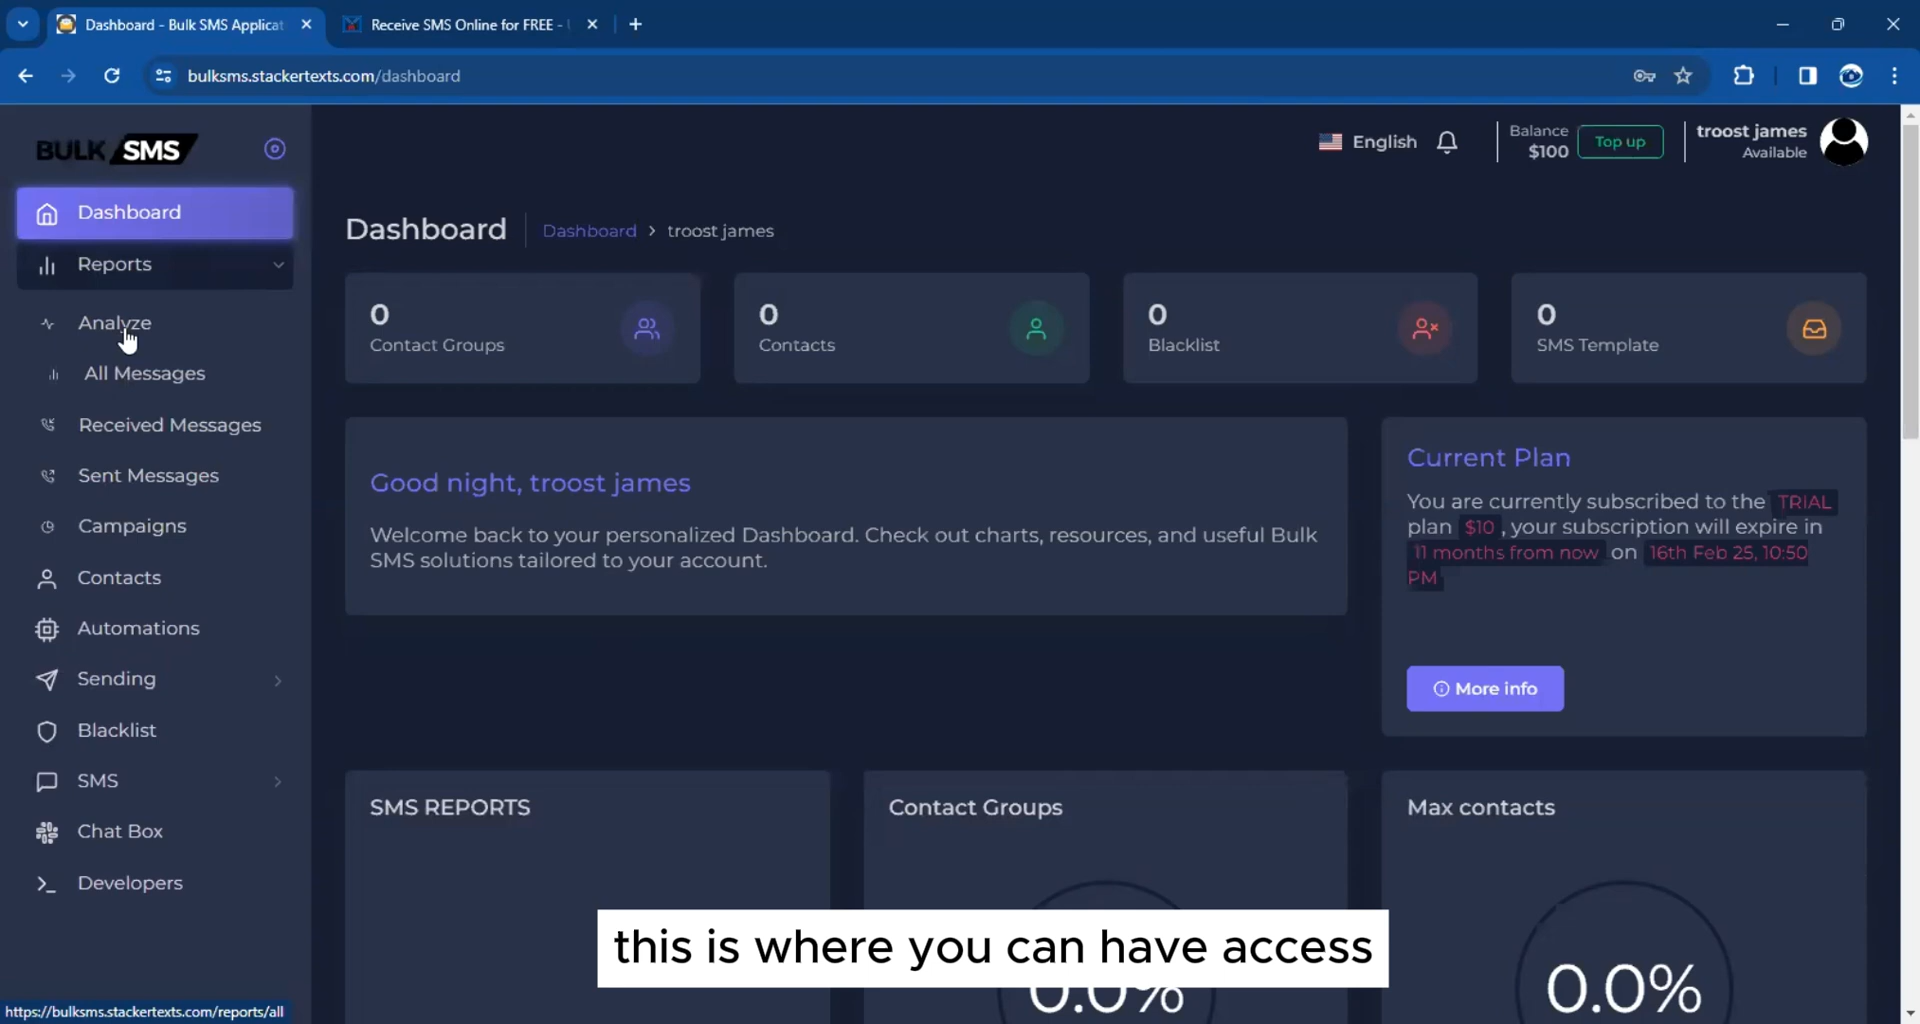 Dashboard - Bulk SMS Applicat
Receive SMS Online for FREE -
bulksms.stackertexts.com/dashboard
BULK SMS
English
Balance
$100
Top up
troost james
Available
Dashboard
Reports
Analyze
All Messages
Received Messages
Sent Messages
Campaigns
Contacts
Automations
Sending
Blacklist
SMS
Chat Box
Developers
Dashboard
Dashboard > troost james
0
Contact Groups
0
Contacts
0
Blacklist
0
SMS Template
Good night, troost james
Welcome back to your personalized Dashboard. Check out charts, resources, and useful Bulk
SMS solutions tailored to your account.
Current Plan
You are currently subscribed to the TRIAL
plan $10 , your subscription will expire in
11 months from now on 16th Feb 25, 10:50
PM
More info
SMS REPORTS
Contact Groups
0.0%
Max contacts
0.0%
this is where you can have access
https://bulksms.stackertexts.com/reports/all